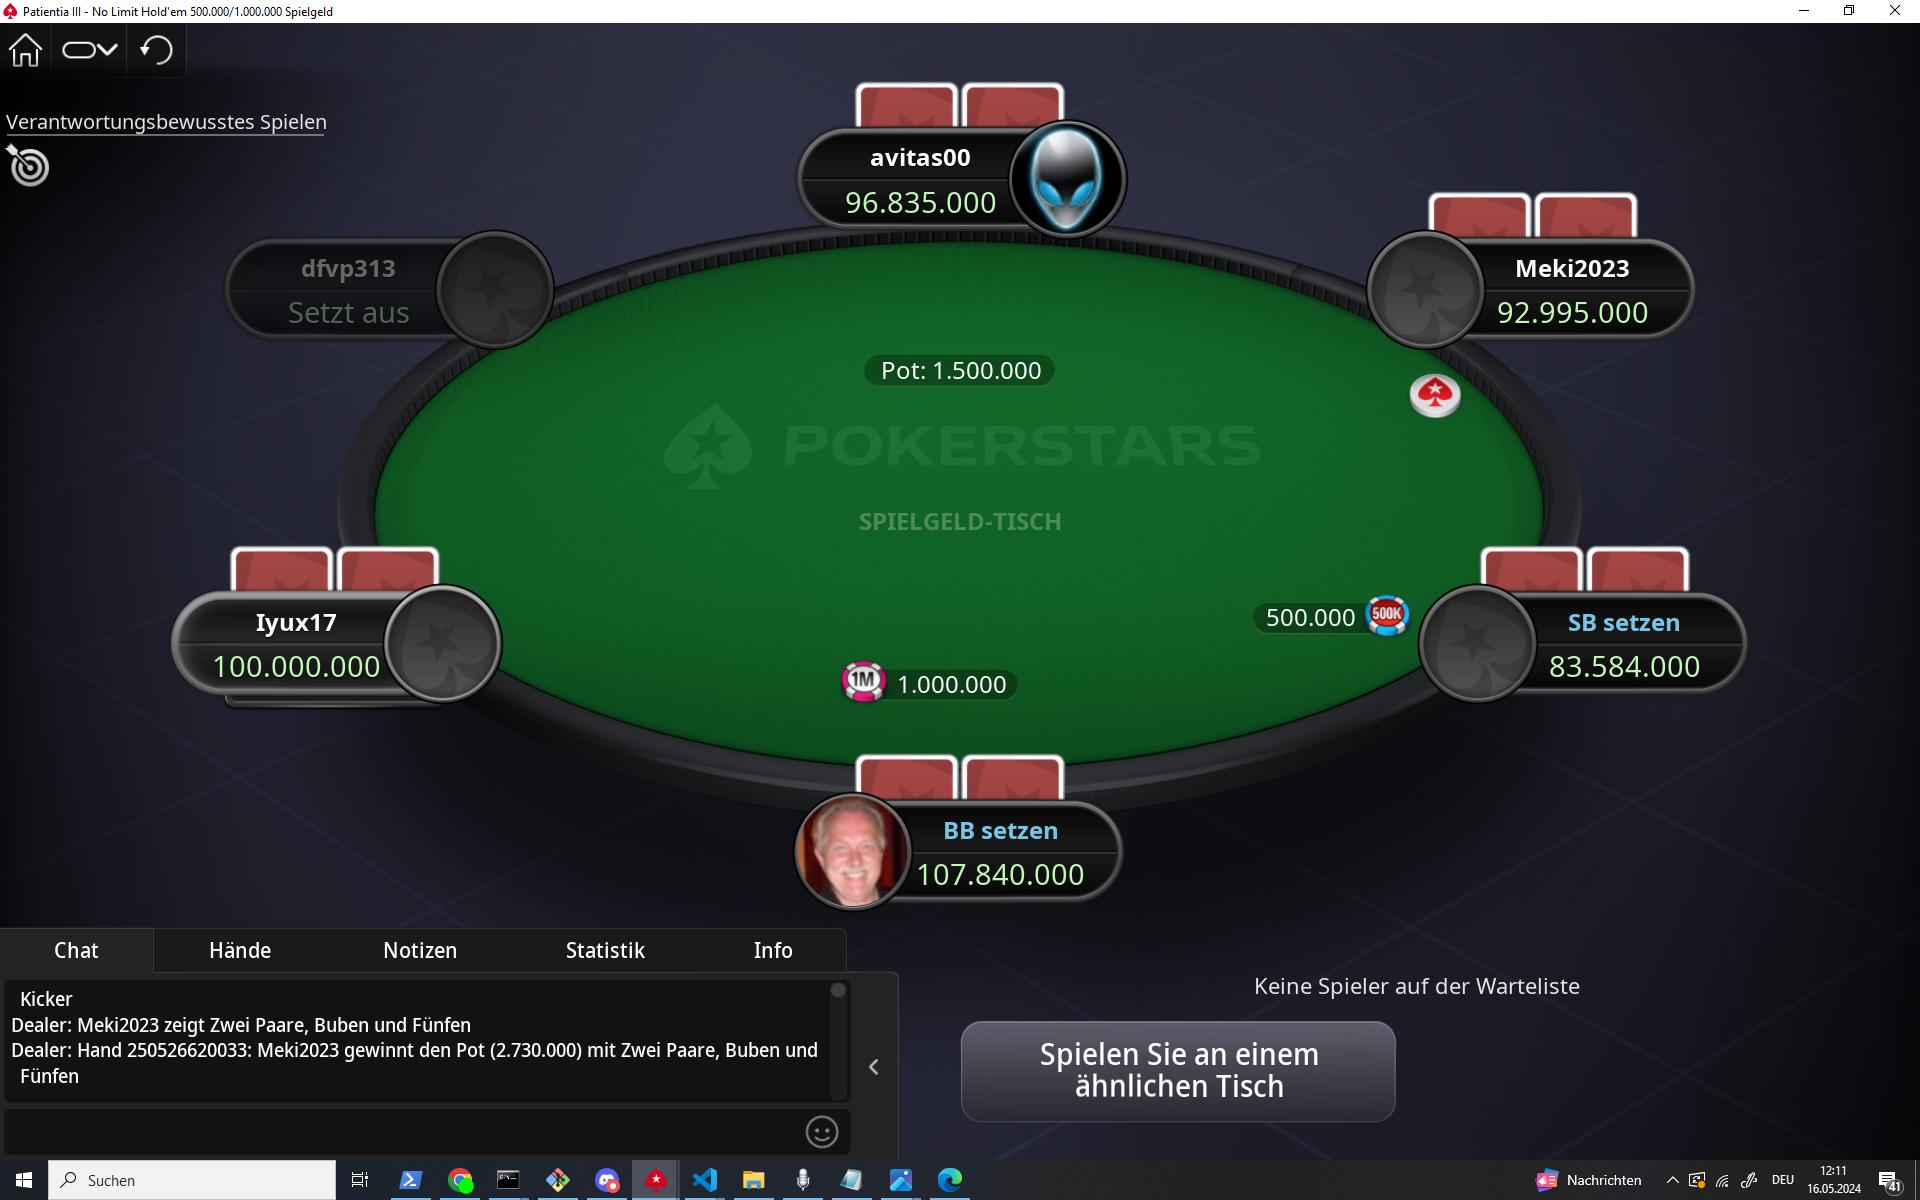 Patientia III - No Limit Hold'em 500.000/1.000.000 Spielgeld
Verantwortungsbewusstes Spielen
avitas00
96.835.000
dfvp313
Setzt aus
Meki2023
92.995.000
Pot: 1.500.000
POKERSTARS
SPIELGELD-TISCH
Iyux17
100.000.000
500.000
500K
SB setzen
83.584.000
1M
1.000.000
BB setzen
107.840.000
Chat
Hände
Notizen
Statistik
Info
Kicker
Dealer: Meki2023 zeigt Zwei Paare, Buben und Fünfen
Dealer: Hand 250526620033: Meki2023 gewinnt den Pot (2.730.000) mit Zwei Paare, Buben und
Fünfen
Keine Spieler auf der Warteliste
Spielen Sie an einem
ähnlichen Tisch
Suchen
Nachrichten
DEU
12:11
16.05.2024
41